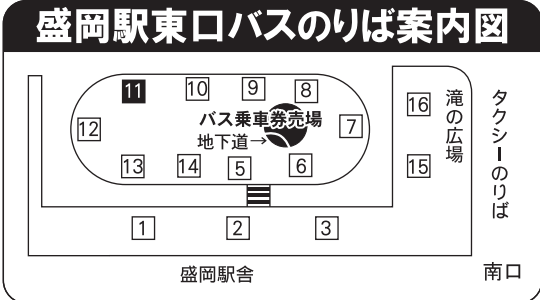 盛岡駅東口バスのりば案内図
11 10 9 8 16
滝の広場
タクシーのりば
バス乗車券売場
12 7
地下道→
13 14 5 6 15
1 2 3
盛岡駅舎
南口